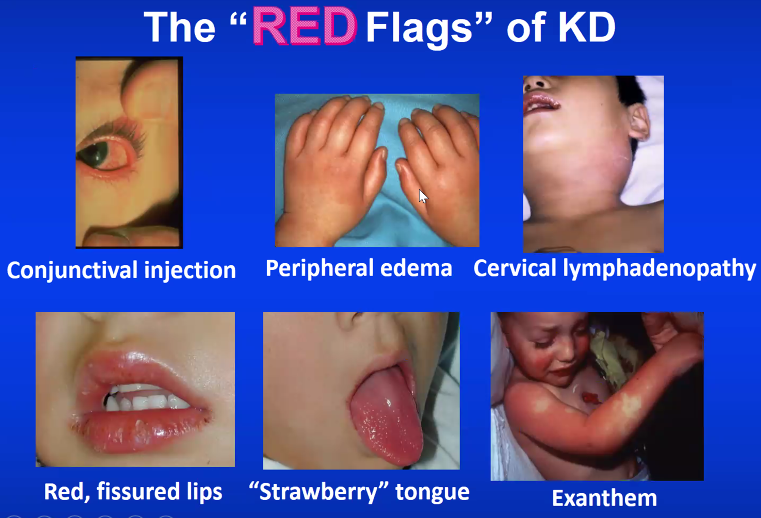 The “RED Flags” of KD
Conjunctival injection
Peripheral edema
Cervical lymphadenopathy
Red, fissured lips
“Strawberry” tongue
Exanthem